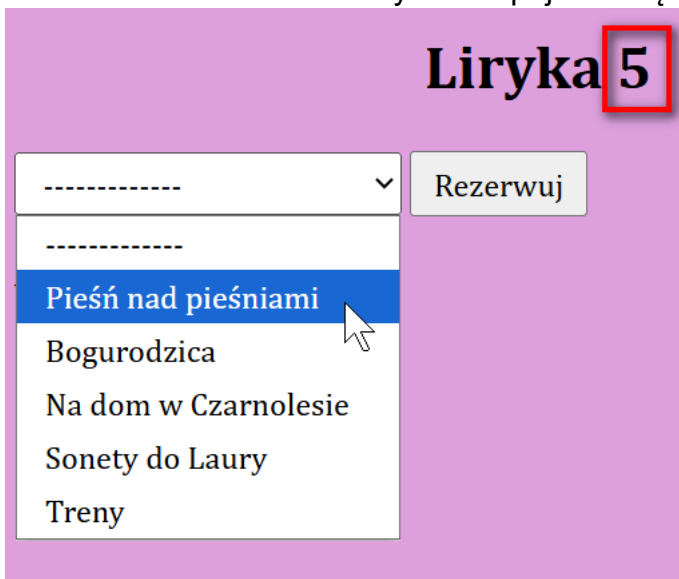 Liryka 5
------------- Rezerwuj
-------------
Pieśń nad pieśniami
Bogurodzica
Na dom w Czarnolesie
Sonety do Laury
Treny